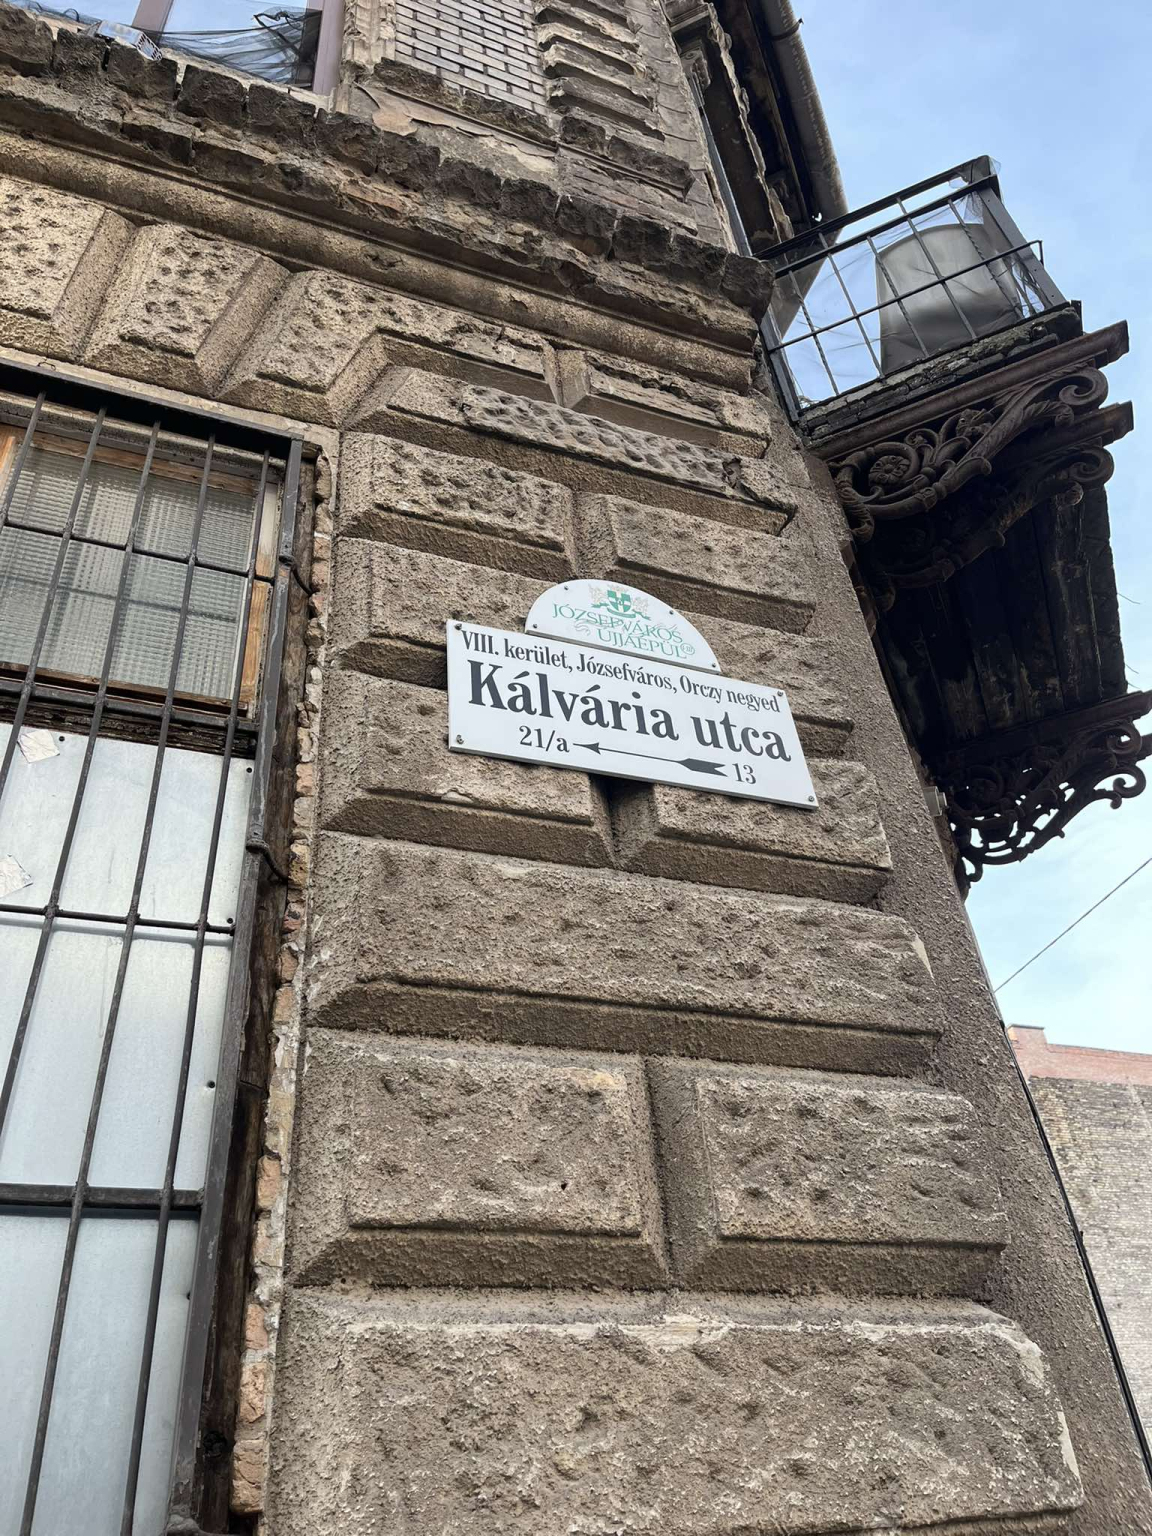 JÓZSEFVÁROS
ÚJJÁÉPÜL
VIII. kerület, Józsefváros, Orczy negyed
Kálvária utca
21/a 13